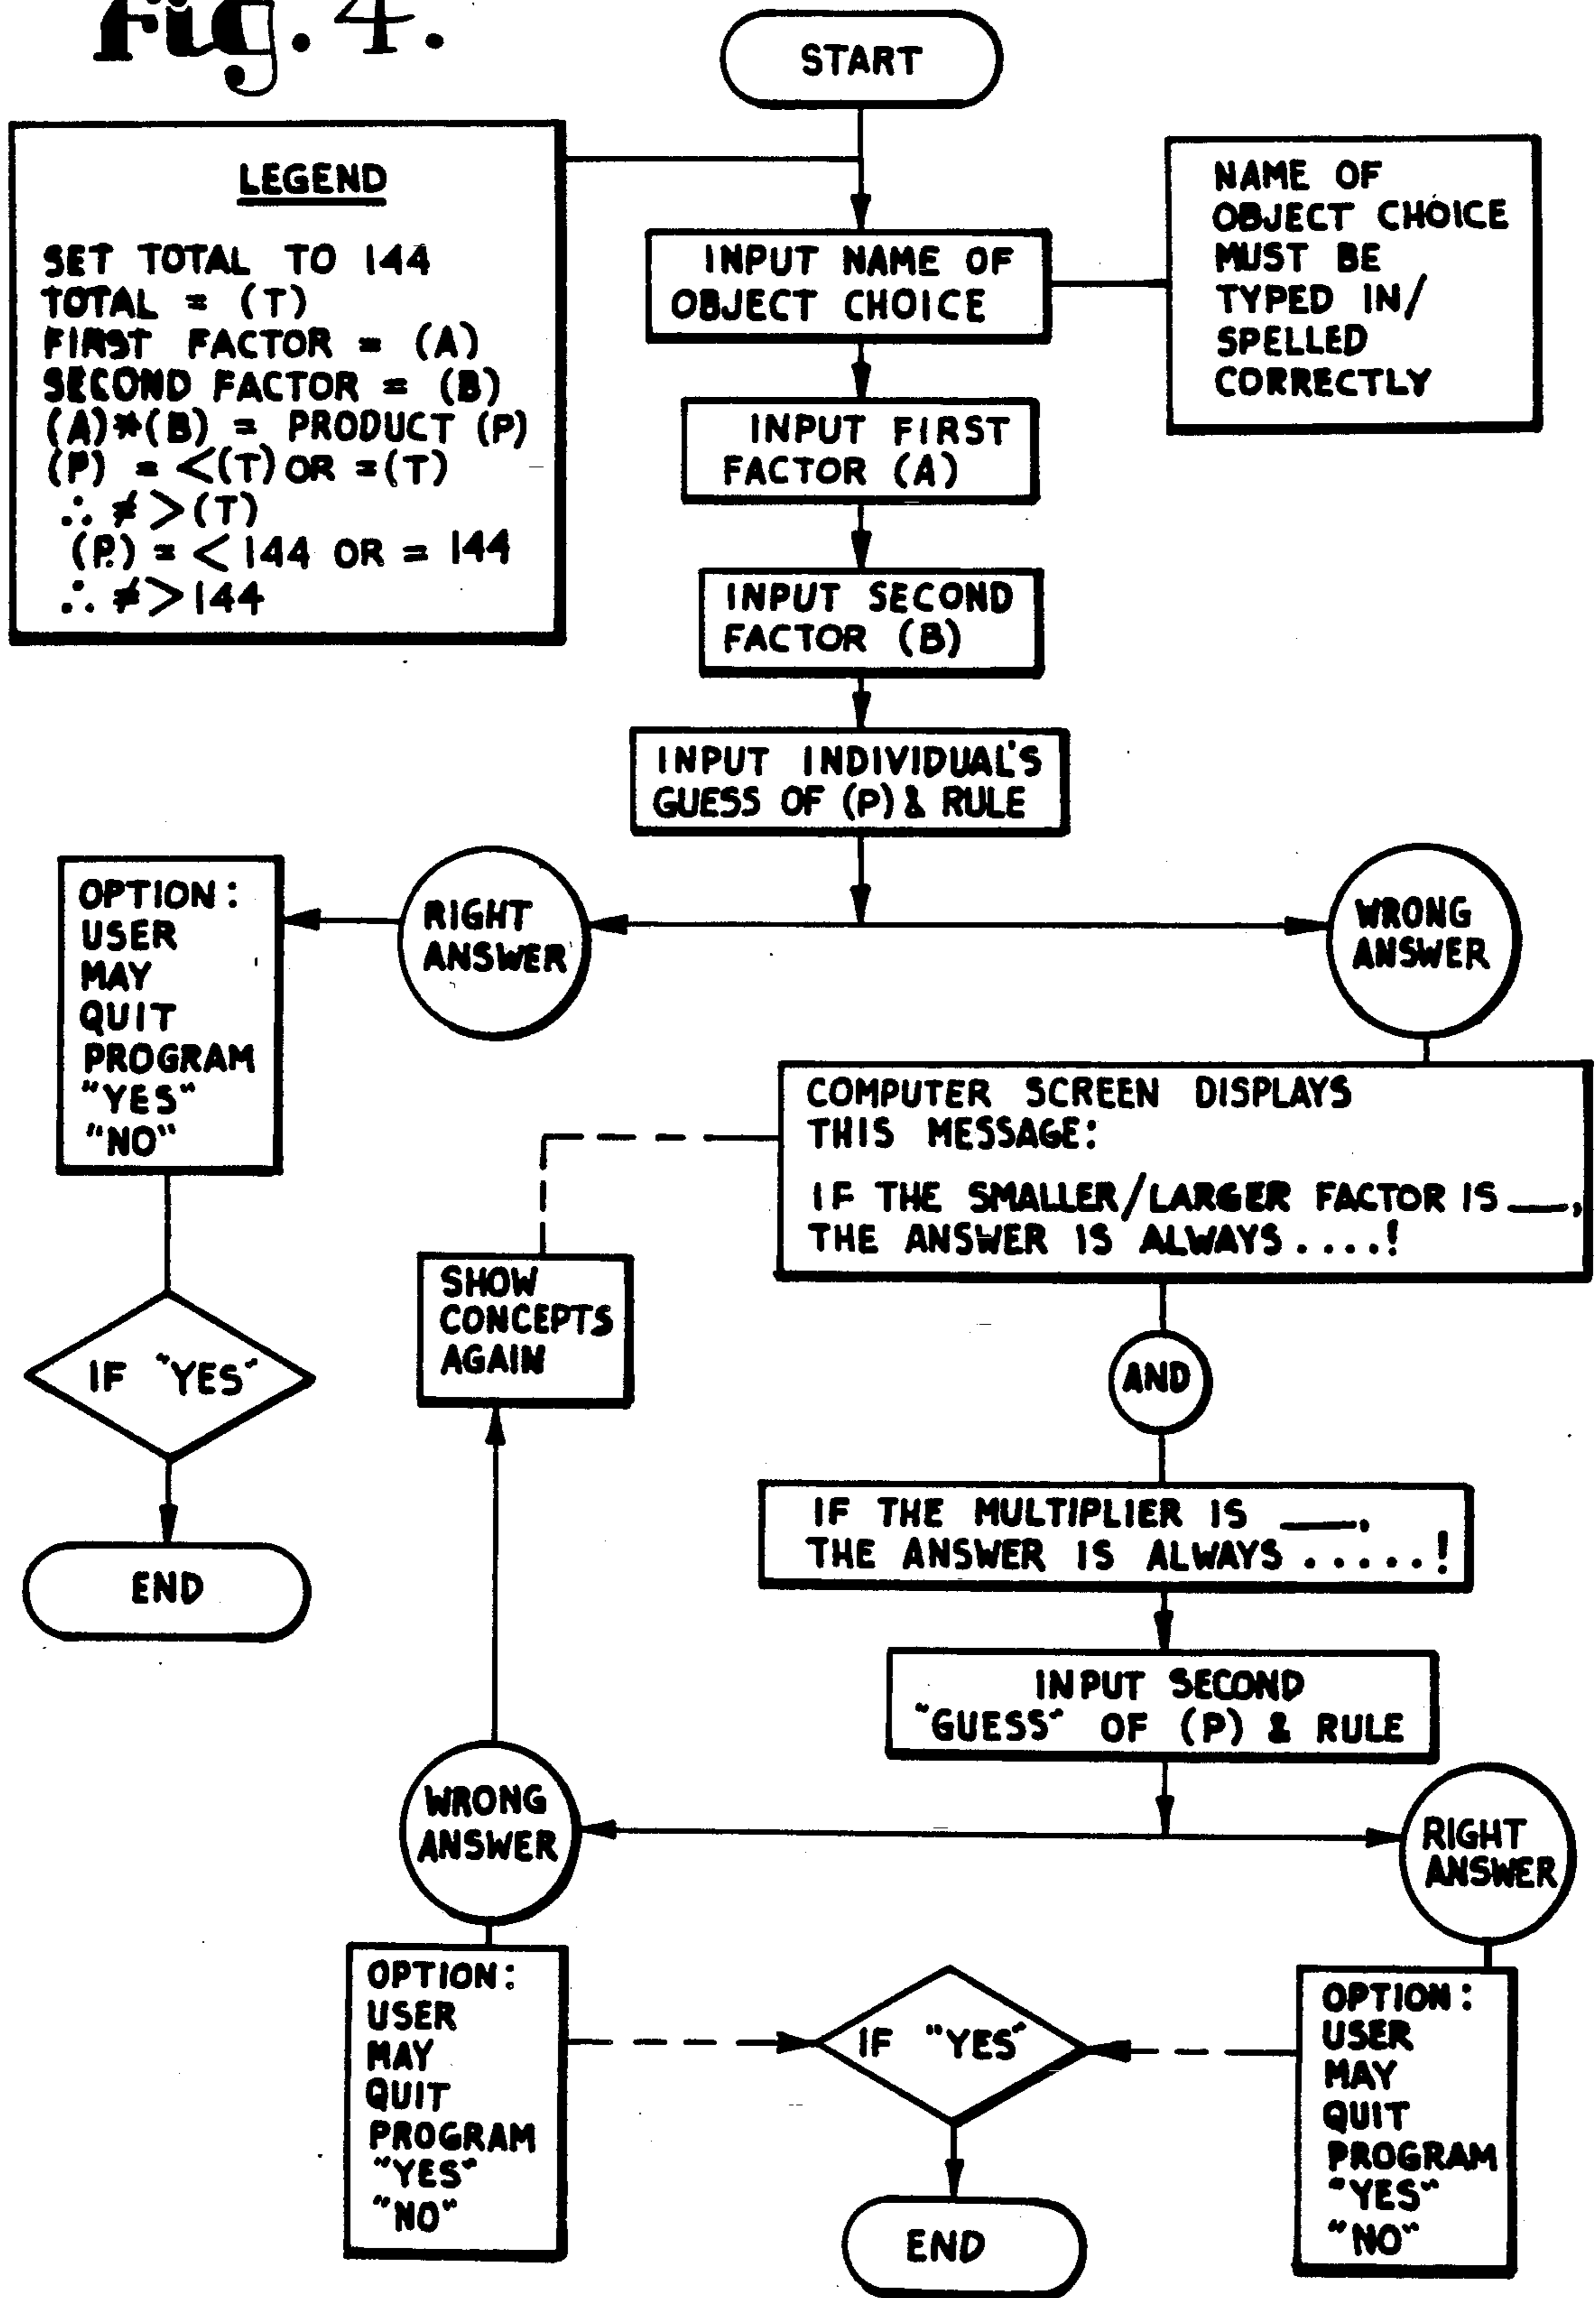 fig. 4.
START
LEGEND
SET TOTAL TO 144
TOTAL = (T)
FIRST FACTOR = (A)
SECOND FACTOR = (B)
(A)*(B) = PRODUCT (P)
(P) = <(T) OR =(T)
∴ ≠ >(T)
(P.) = < 144 OR = 144
∴ ≠ > 144
INPUT NAME OF
OBJECT CHOICE
NAME OF
OBJECT CHOICE
MUST BE
TYPED IN/
SPELLED
CORRECTLY
INPUT FIRST
FACTOR (A)
INPUT SECOND
FACTOR (B)
INPUT INDIVIDUAL'S
GUESS OF (P) & RULE
OPTION:
USER
MAY
QUIT
PROGRAM
"YES"
"NO"
RIGHT
ANSWER
WRONG
ANSWER
COMPUTER SCREEN DISPLAYS
THIS MESSAGE:
IF THE SMALLER/LARGER FACTOR IS ___,
THE ANSWER IS ALWAYS ....!
SHOW
CONCEPTS
AGAIN
IF "YES"
AND
END
IF THE MULTIPLIER IS ___,
THE ANSWER IS ALWAYS .....!
INPUT SECOND
"GUESS" OF (P) & RULE
WRONG
ANSWER
RIGHT
ANSWER
OPTION:
USER
MAY
QUIT
PROGRAM
"YES"
"NO"
IF "YES"
OPTION:
USER
MAY
QUIT
PROGRAM
"YES"
"NO"
END